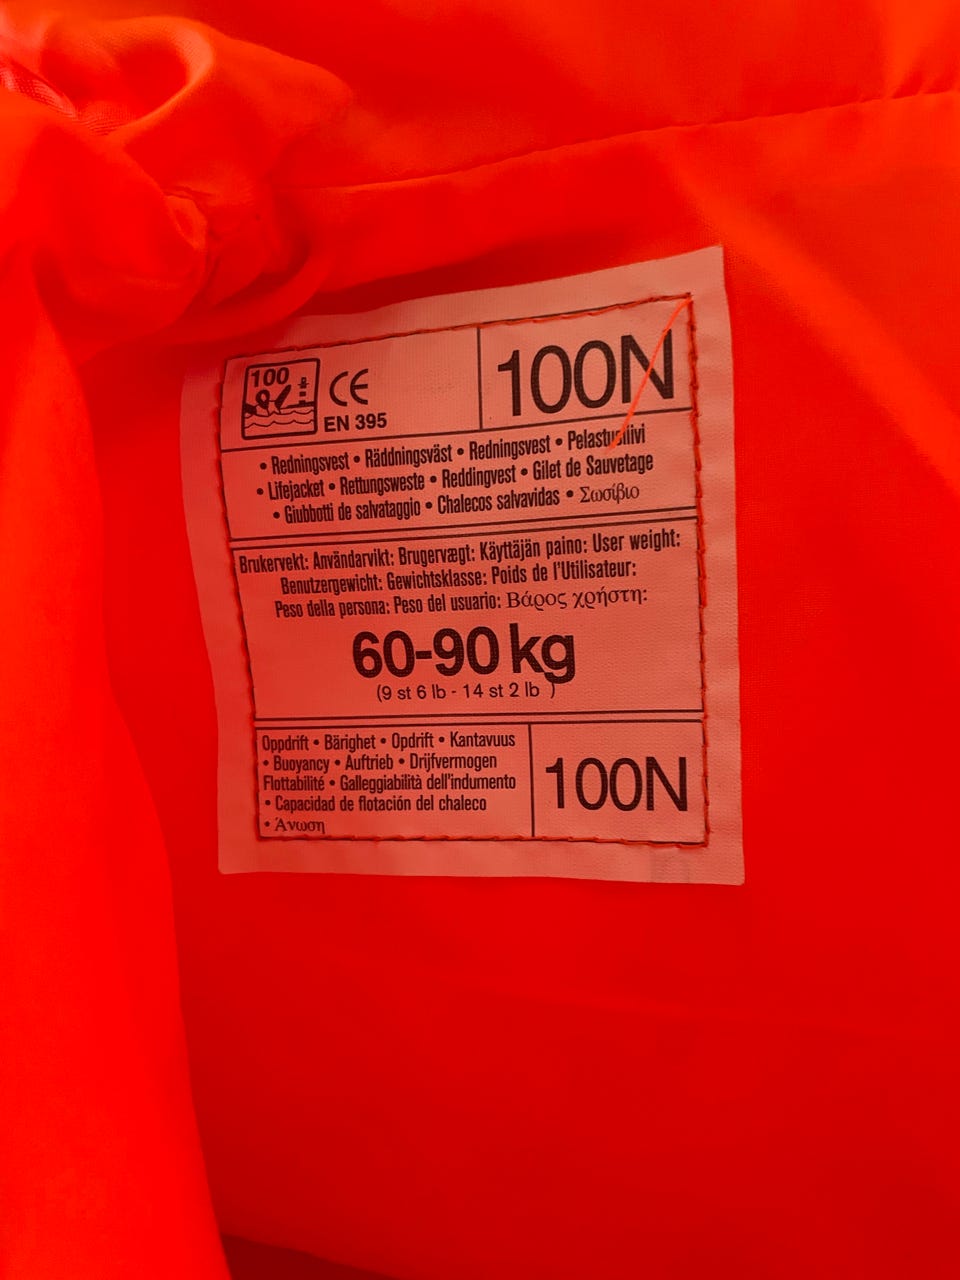 100
CE
EN 395
100N
• Redningsvest • Räddningsväst • Redningsvest • Pelastusliivi
• Lifejacket • Rettungsweste • Reddingvest • Gilet de Sauvetage
• Giubbotti de salvataggio • Chalecos salvavidas • Σωσίβιο
Brukervekt: Användarvikt: Brugervægt: Käyttäjän paino: User weight:
Benutzergewicht: Gewichtsklasse: Poids de l'Utilisateur:
Peso della persona: Peso del usuario: Βάρος χρήστη:
60-90 kg
(9 st 6 lb - 14 st 2 lb )
Oppdrift • Bärighet • Opdrift • Kantavuus
• Buoyancy • Auftrieb • Drijfvermogen
Flottabilité • Galleggiabilità dell'indumento
• Capacidad de flotación del chaleco
• Άνωση
100N